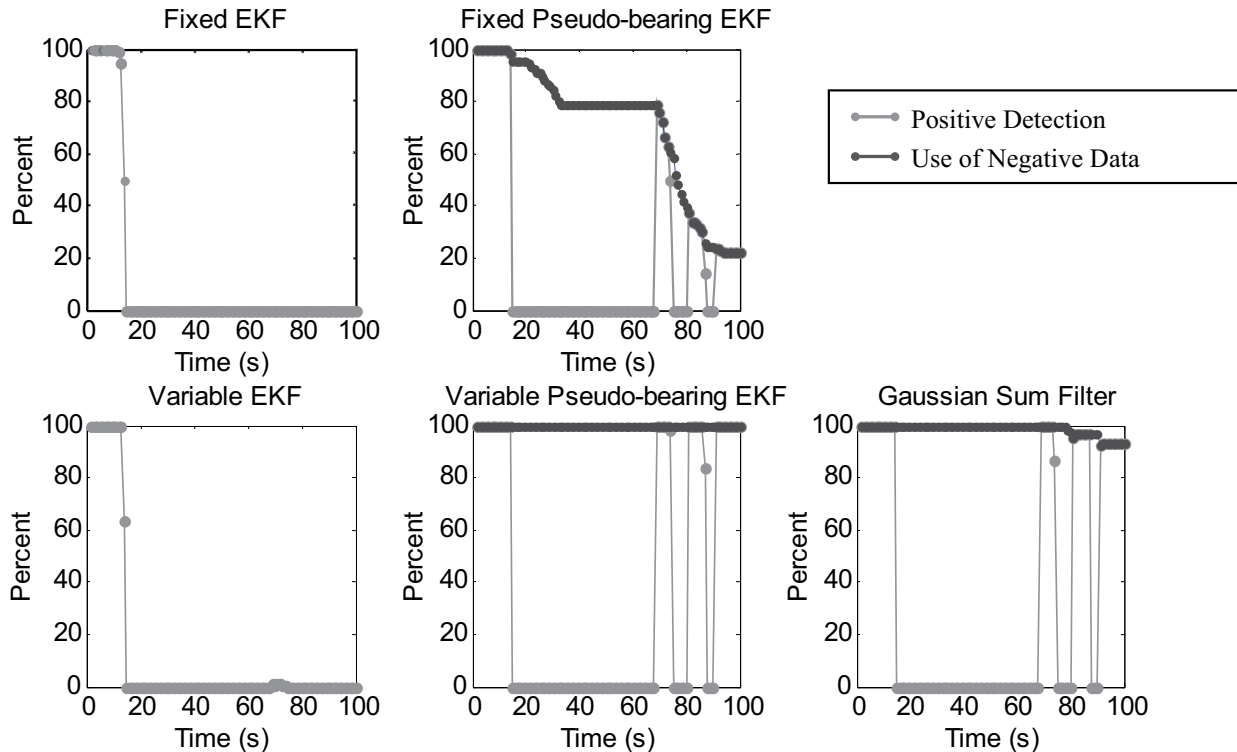 Fixed EKF
Percent
100
80
60
40
20
0
0 20 40 60 80 100
Time (s)
Fixed Pseudo-bearing EKF
Percent
100
80
60
40
20
0
0 20 40 60 80 100
Time (s)
Positive Detection
Use of Negative Data
Variable EKF
Percent
100
80
60
40
20
0
0 20 40 60 80 100
Time (s)
Variable Pseudo-bearing EKF
Percent
100
80
60
40
20
0
0 20 40 60 80 100
Time (s)
Gaussian Sum Filter
Percent
100
80
60
40
20
0
0 20 40 60 80 100
Time (s)